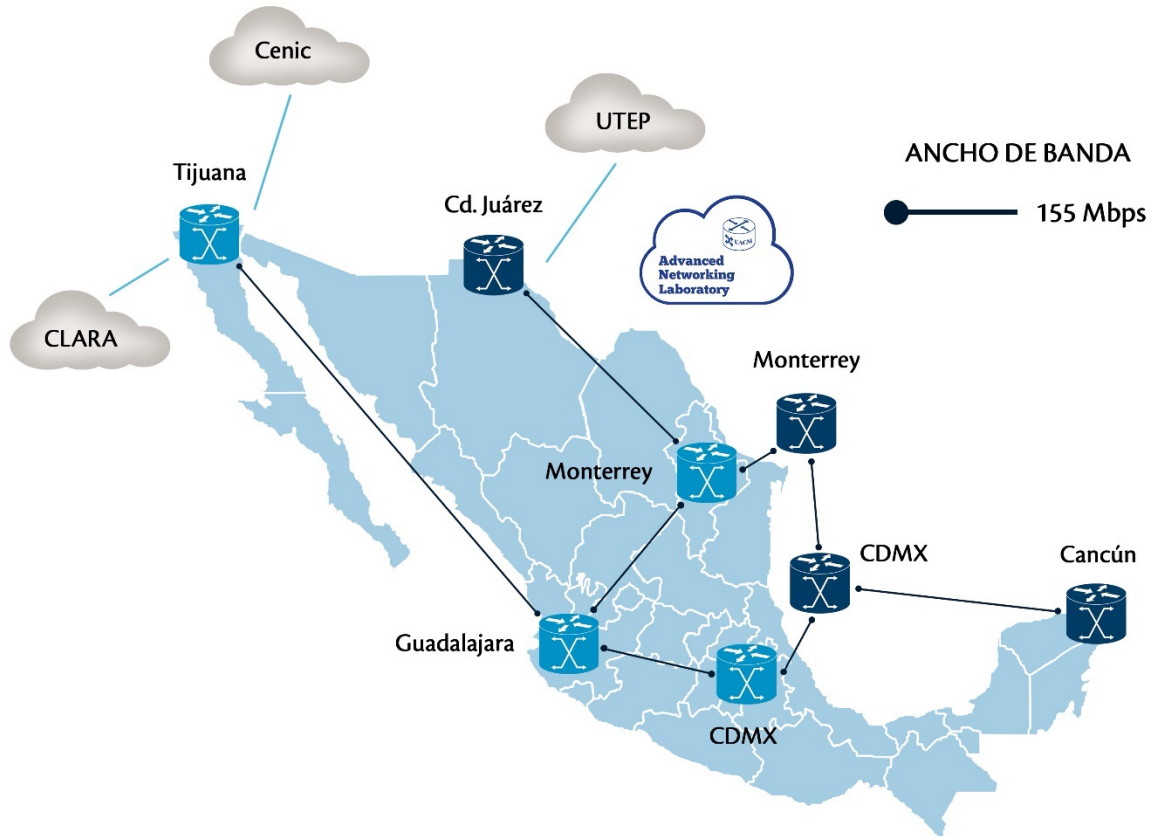 Cenic
UTEP
ANCHO DE BANDA
155 Mbps
Tijuana
Cd. Juárez
UACM
Advanced
Networking
Laboratory
CLARA
Monterrey
Monterrey
CDMX
Cancún
Guadalajara
CDMX